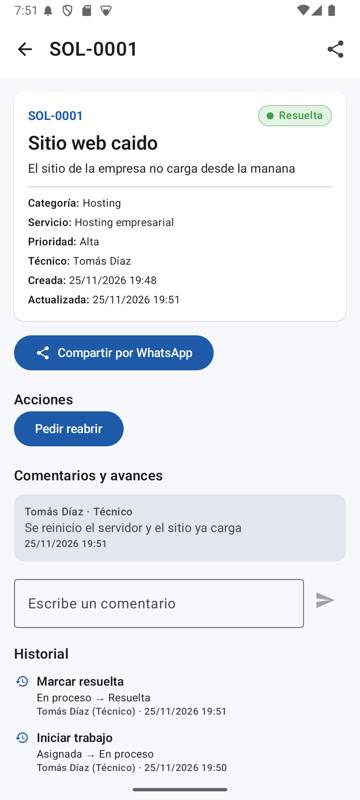 7:51
SOL-0001
SOL-0001
Resuelta
Sitio web caido
El sitio de la empresa no carga desde la manana
Categoría: Hosting
Servicio: Hosting empresarial
Prioridad: Alta
Técnico: Tomás Díaz
Creada: 25/11/2026 19:48
Actualizada: 25/11/2026 19:51
Compartir por WhatsApp
Acciones
Pedir reabrir
Comentarios y avances
Tomás Díaz · Técnico
Se reinicio el servidor y el sitio ya carga
25/11/2026 19:51
Escribe un comentario
Historial
Marcar resuelta
En proceso → Resuelta
Tomás Díaz (Técnico) · 25/11/2026 19:51
Iniciar trabajo
Asignada → En proceso
Tomás Díaz (Técnico) · 25/11/2026 19:50